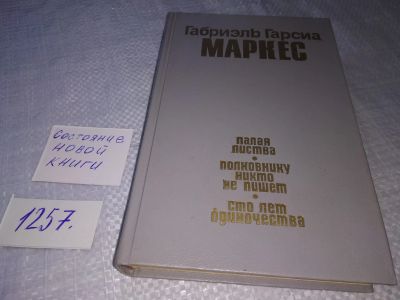 Габриэль Гарсиа
МАРКЕС
палая
листва
полковнику
никто
не пишет
сто лет
одиночества
состояние
новой
книги
1257.